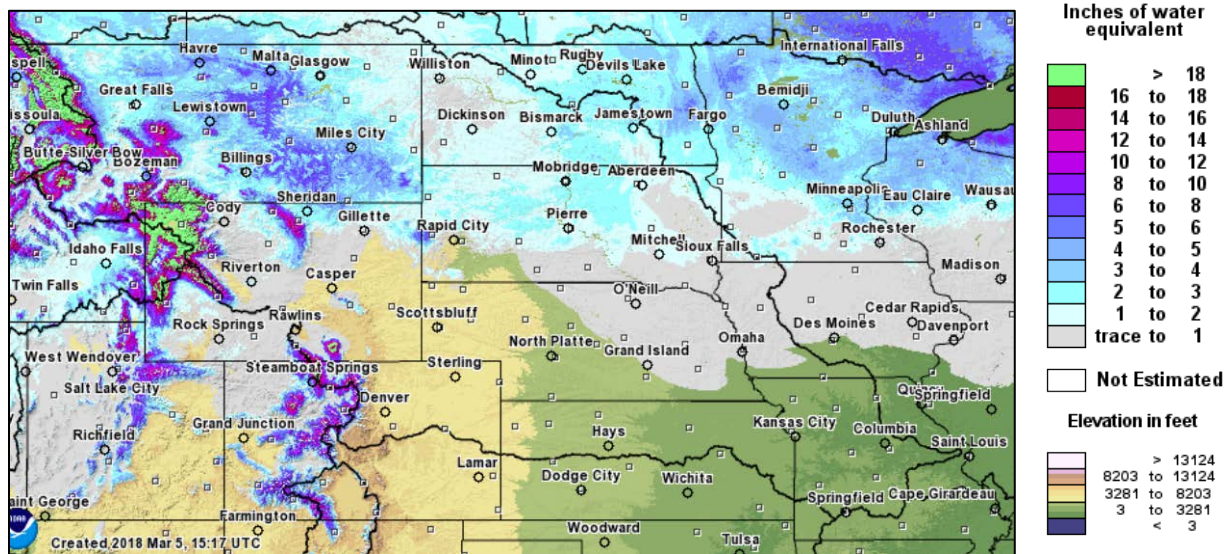 Havre
Malta
Glasgow
Williston
Minot
Rugby
Devils Lake
International Falls
spell
Great Falls
Lewistown
Bemidji
issoula
Miles City
Dickinson
Bismarck
Jamestown
Fargo
Duluth
Ashland
Butte-Silver Bow
Bozeman
Billings
Mobridge
Aberdeen
Sheridan
Minneapolis
Eau Claire
Wausau
Cody
Gillette
Rapid City
Pierre
Idaho Falls
Mitchell
Sioux Falls
Rochester
Riverton
Casper
Madison
Twin Falls
O'Neill
Rock Springs
Rawlins
Scottsbluff
Cedar Rapids
Davenport
West Wendover
North Platte
Grand Island
Omaha
Des Moines
Salt Lake City
Steamboat Springs
Sterling
Denver
Quincy
Springfield
Richfield
Grand Junction
Hays
Kansas City
Columbia
Saint Louis
Lamar
Dodge City
Wichita
aint George
Farmington
Springfield
Cape Girardeau
Woodward
Tulsa
Created 2018 Mar 5, 15:17 UTC
Inches of water
equivalent
> 18
16 to 18
14 to 16
12 to 14
10 to 12
8 to 10
6 to 8
5 to 6
4 to 5
3 to 4
2 to 3
1 to 2
trace to 1
Not Estimated
Elevation in feet
> 13124
8203 to 13124
3281 to 8203
3 to 3281
< 3